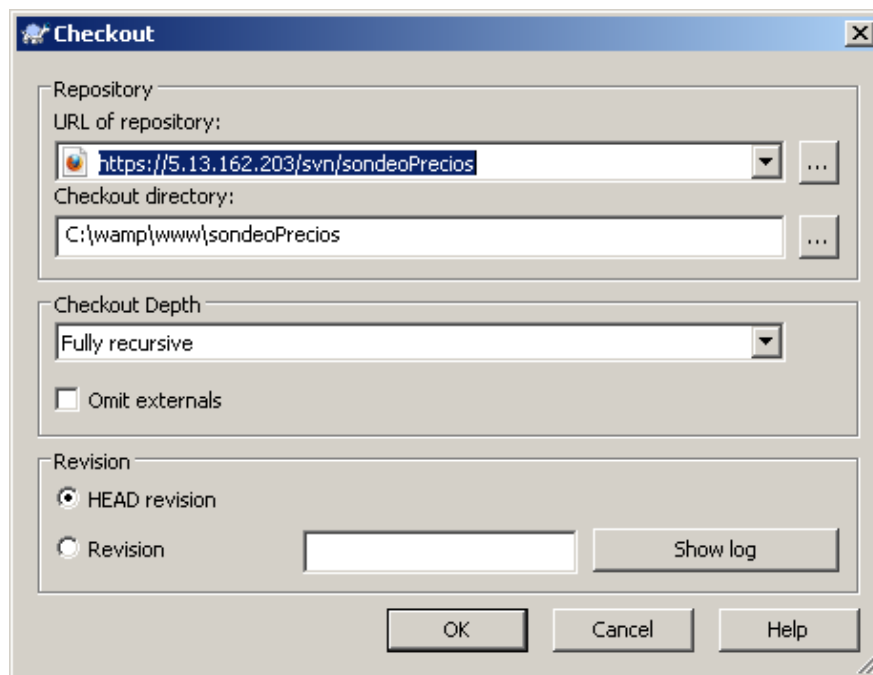 Checkout
Repository
URL of repository:
https://5.13.162.203/svn/sondeoPrecios
...
Checkout directory:
C:\wamp\www\sondeoPrecios
...
Checkout Depth
Fully recursive
Omit externals
Revision
HEAD revision
Revision
Show log
OK Cancel Help